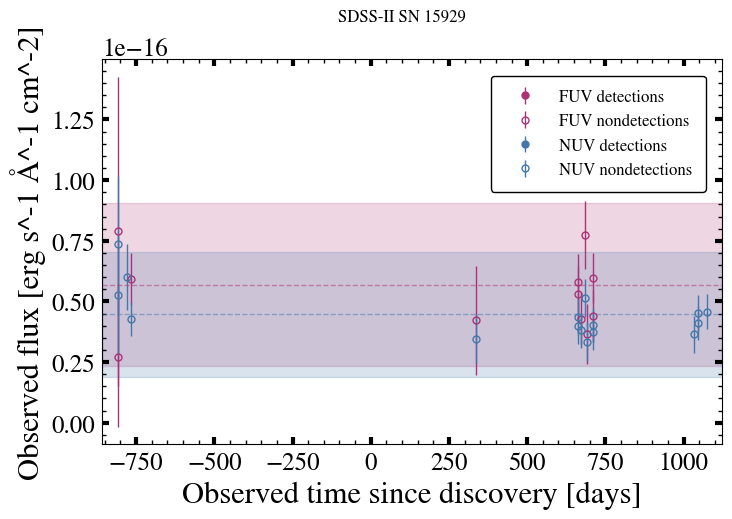 SDSS-II SN 15929
1e−16
Observed flux [erg s^-1 Å^-1 cm^-2]
1.25
1.00
0.75
0.50
0.25
0.00
FUV detections
FUV nondetections
NUV detections
NUV nondetections
−750 −500 −250 0 250 500 750 1000
Observed time since discovery [days]